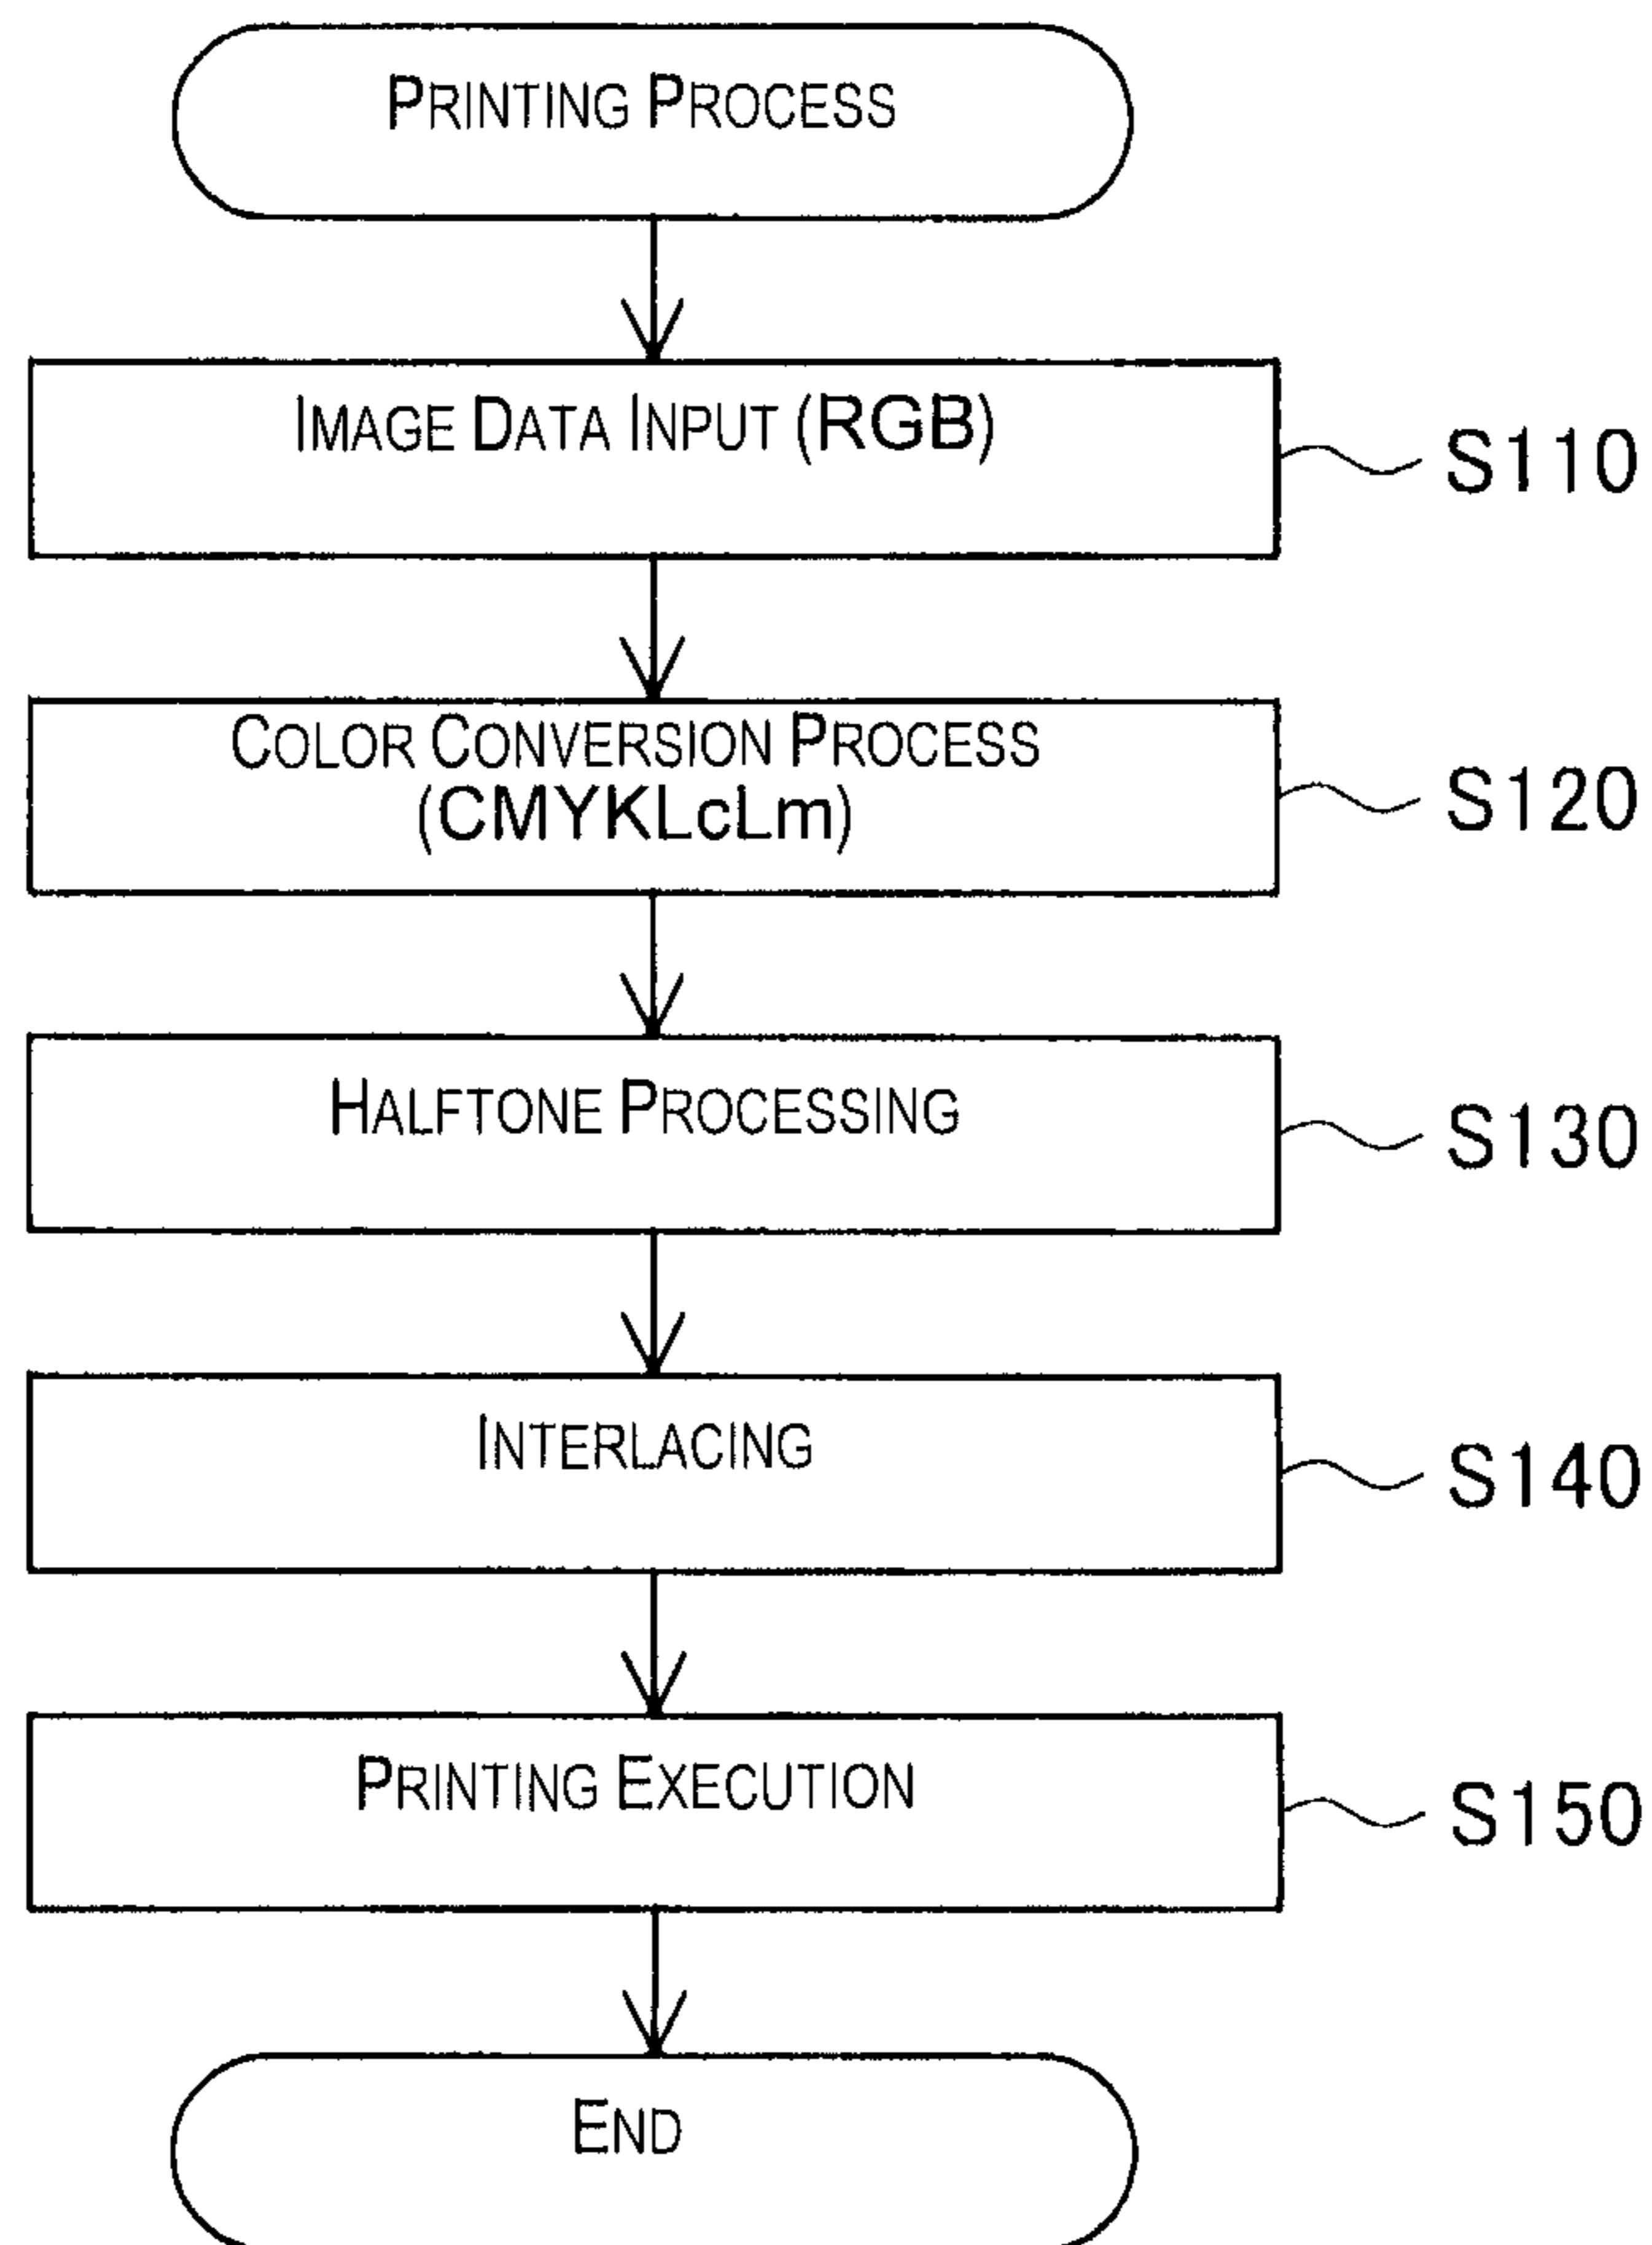 PRINTING PROCESS
IMAGE DATA INPUT (RGB)
S110
COLOR CONVERSION PROCESS
(CMYKLcLm)
S120
HALFTONE PROCESSING
S130
INTERLACING
S140
PRINTING EXECUTION
S150
END